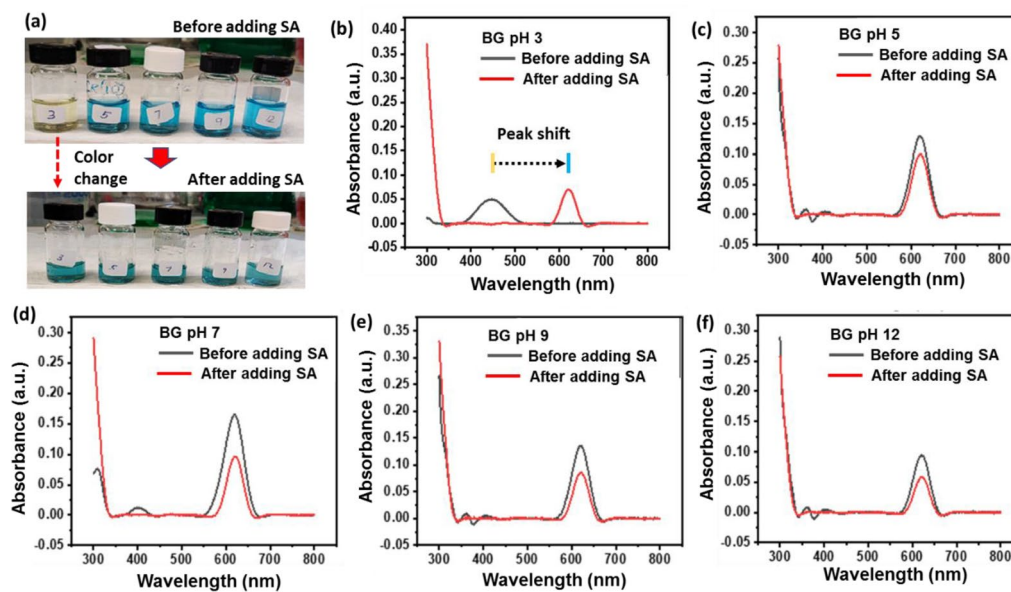 (a)
Before adding SA
3
5
7
9
12
Color
change
After adding SA
3
5
7
9
12
(b)
BG pH 3
Before adding SA
After adding SA
Peak shift
Absorbance (a.u.)
0.40
0.35
0.30
0.25
0.20
0.15
0.10
0.05
0.00
-0.05
300 400 500 600 700 800
Wavelength (nm)
(c)
BG pH 5
Before adding SA
After adding SA
Absorbance (a.u.)
0.30
0.25
0.20
0.15
0.10
0.05
0.00
-0.05
300 400 500 600 700 800
Wavelength (nm)
(d)
BG pH 7
Before adding SA
After adding SA
Absorbance (a.u.)
0.30
0.25
0.20
0.15
0.10
0.05
0.00
-0.05
300 400 500 600 700 800
Wavelength (nm)
(e)
BG pH 9
Before adding SA
After adding SA
Absorbance (a.u.)
0.35
0.30
0.25
0.20
0.15
0.10
0.05
0.00
-0.05
300 400 500 600 700 800
Wavelength (nm)
(f)
BG pH 12
Before adding SA
After adding SA
Absorbance (a.u.)
0.30
0.25
0.20
0.15
0.10
0.05
0.00
-0.05
300 400 500 600 700 800
Wavelength (nm)